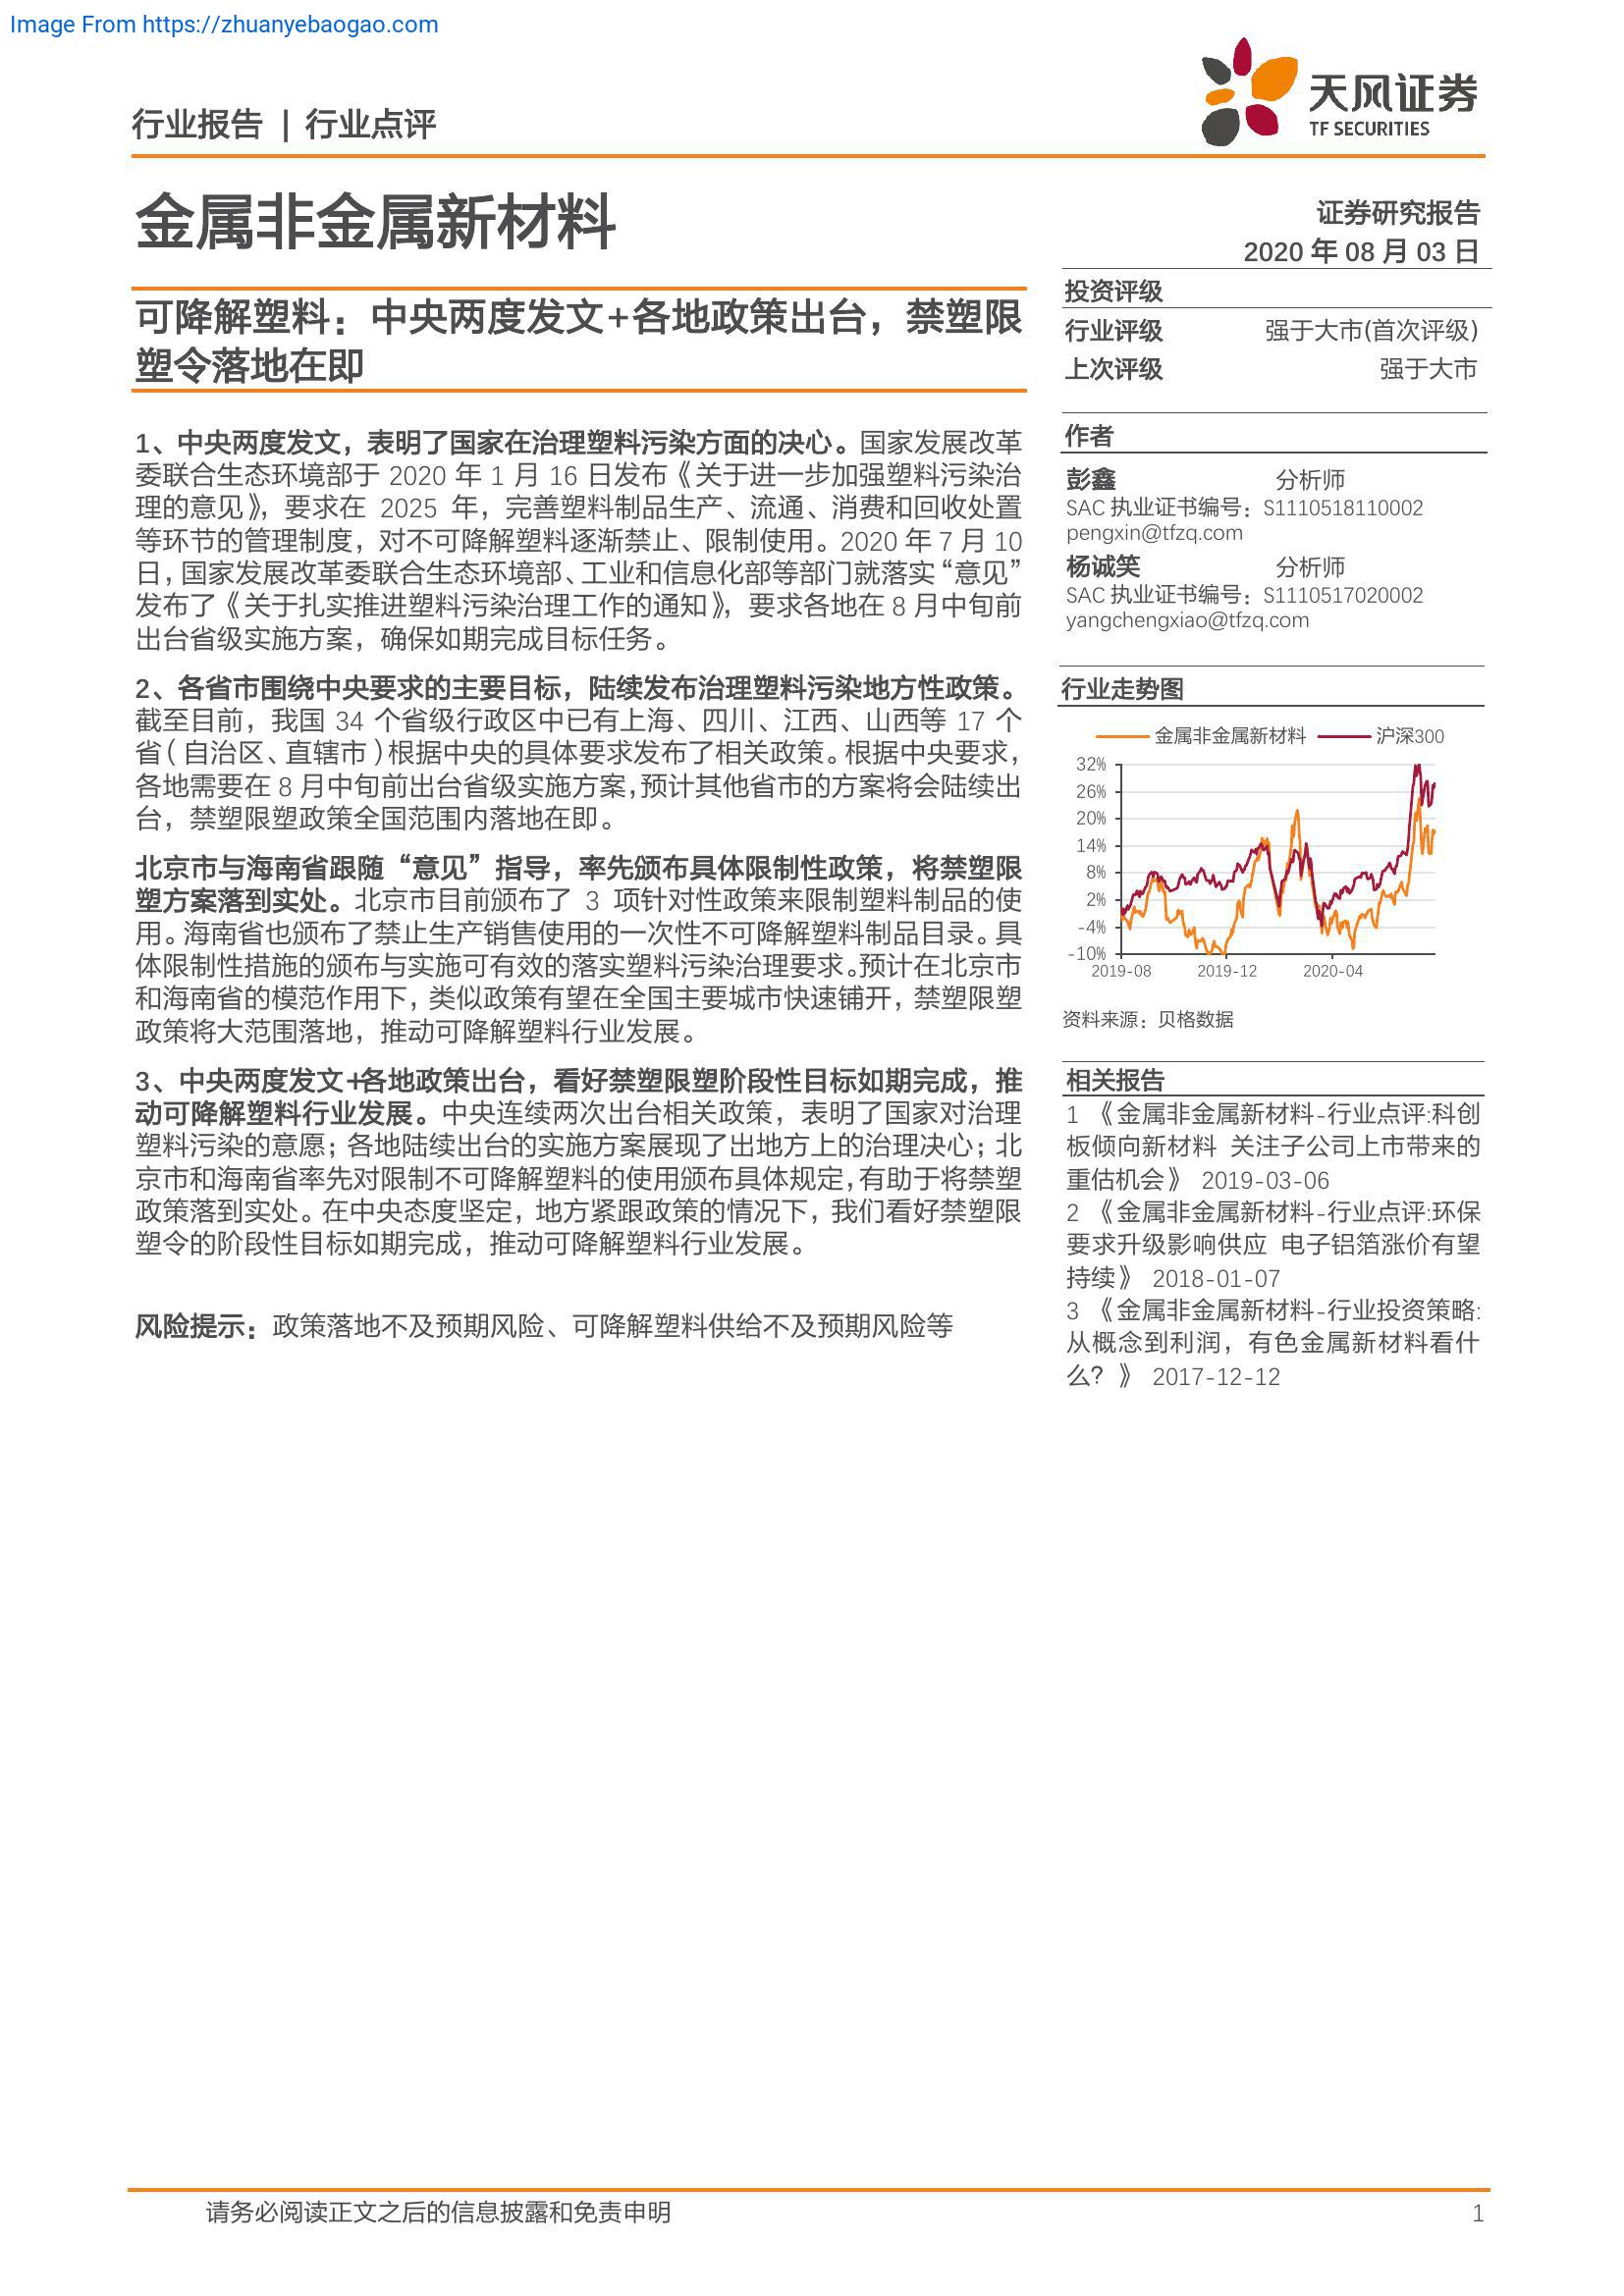 Image From https://zhuanyebaogao.com
行业报告 | 行业点评
天风证券
TF SECURITIES
金属非金属新材料
证券研究报告
2020 年 08 月 03 日
可降解塑料：中央两度发文+各地政策出台，禁塑限
塑令落地在即
1、中央两度发文，表明了国家在治理塑料污染方面的决心。国家发展改革
委联合生态环境部于 2020 年 1 月 16 日发布《关于进一步加强塑料污染治
理的意见》，要求在 2025 年，完善塑料制品生产、流通、消费和回收处置
等环节的管理制度，对不可降解塑料逐渐禁止、限制使用。2020 年 7 月 10
日，国家发展改革委联合生态环境部、工业和信息化部等部门就落实“意见”
发布了《关于扎实推进塑料污染治理工作的通知》，要求各地在 8 月中旬前
出台省级实施方案，确保如期完成目标任务。
2、各省市围绕中央要求的主要目标，陆续发布治理塑料污染地方性政策。
截至目前，我国 34 个省级行政区中已有上海、四川、江西、山西等 17 个
省（自治区、直辖市）根据中央的具体要求发布了相关政策。根据中央要求，
各地需要在 8 月中旬前出台省级实施方案，预计其他省市的方案将会陆续出
台，禁塑限塑政策全国范围内落地在即。
北京市与海南省跟随“意见”指导，率先颁布具体限制性政策，将禁塑限
塑方案落到实处。北京市目前颁布了 3 项针对性政策来限制塑料制品的使
用。海南省也颁布了禁止生产销售使用的一次性不可降解塑料制品目录。具
体限制性措施的颁布与实施可有效的落实塑料污染治理要求。预计在北京市
和海南省的模范作用下，类似政策有望在全国主要城市快速铺开，禁塑限塑
政策将大范围落地，推动可降解塑料行业发展。
3、中央两度发文+各地政策出台，看好禁塑限塑阶段性目标如期完成，推
动可降解塑料行业发展。中央连续两次出台相关政策，表明了国家对治理
塑料污染的意愿；各地陆续出台的实施方案展现了出地方上的治理决心；北
京市和海南省率先对限制不可降解塑料的使用颁布具体规定，有助于将禁塑
政策落到实处。在中央态度坚定，地方紧跟政策的情况下，我们看好禁塑限
塑令的阶段性目标如期完成，推动可降解塑料行业发展。
风险提示：政策落地不及预期风险、可降解塑料供给不及预期风险等
投资评级
行业评级 强于大市(首次评级)
上次评级 强于大市
作者
彭鑫 分析师
SAC 执业证书编号：S1110518110002
pengxin@tfzq.com
杨诚笑 分析师
SAC 执业证书编号：S1110517020002
yangchengxiao@tfzq.com
行业走势图
金属非金属新材料 沪深300
32%
26%
20%
14%
8%
2%
-4%
-10%
2019-08 2019-12 2020-04
资料来源：贝格数据
相关报告
1 《金属非金属新材料-行业点评:科创
板倾向新材料 关注子公司上市带来的
重估机会》 2019-03-06
2 《金属非金属新材料-行业点评:环保
要求升级影响供应 电子铝箔涨价有望
持续》 2018-01-07
3 《金属非金属新材料-行业投资策略:
从概念到利润，有色金属新材料看什
么？》 2017-12-12
请务必阅读正文之后的信息披露和免责申明 1